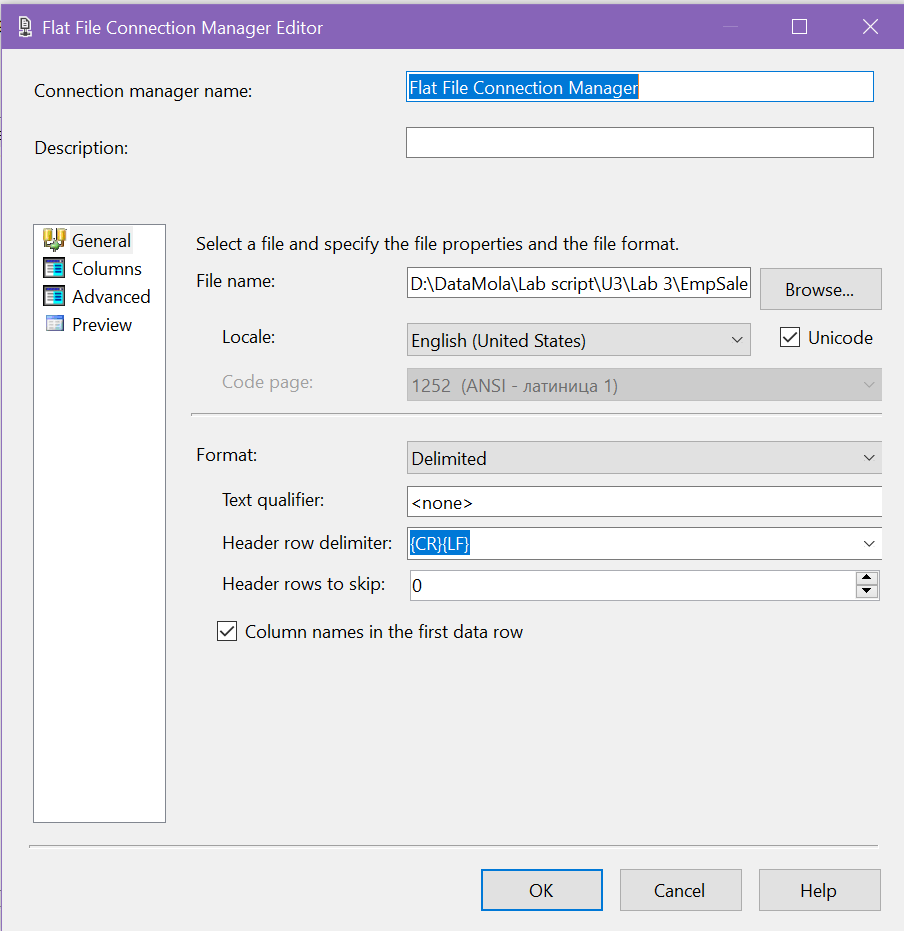 Flat File Connection Manager Editor
Connection manager name: Flat File Connection Manager
Description:
General
Columns
Advanced
Preview
Select a file and specify the file properties and the file format.
File name: D:\DataMola\Lab script\U3\Lab 3\EmpSale Browse...
Locale: English (United States) Unicode
Code page: 1252 (ANSI - латиница 1)
Format: Delimited
Text qualifier: <none>
Header row delimiter: {CR}{LF}
Header rows to skip: 0
Column names in the first data row
OK Cancel Help